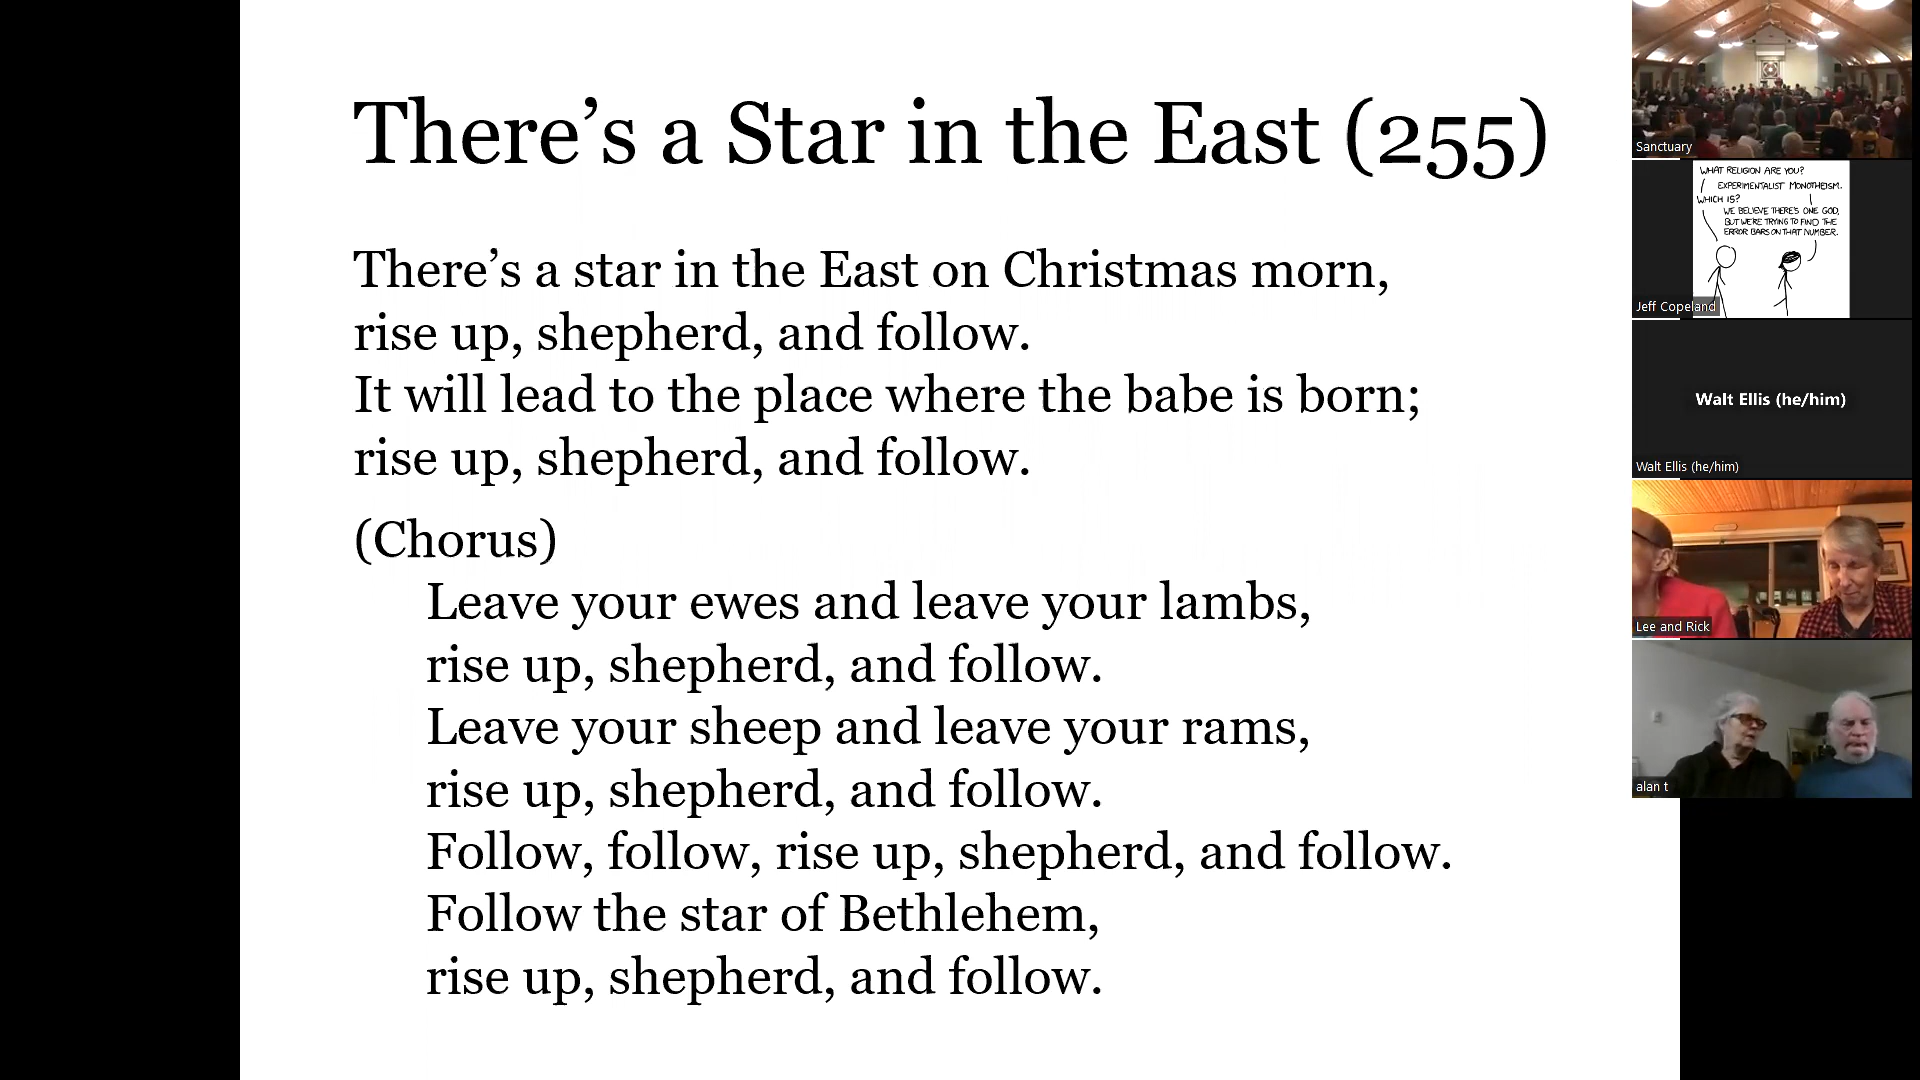 There’s a Star in the East (255)
There’s a star in the East on Christmas morn,
rise up, shepherd, and follow.
It will lead to the place where the babe is born;
rise up, shepherd, and follow.
(Chorus)
Leave your ewes and leave your lambs,
rise up, shepherd, and follow.
Leave your sheep and leave your rams,
rise up, shepherd, and follow.
Follow, follow, rise up, shepherd, and follow.
Follow the star of Bethlehem,
rise up, shepherd, and follow.
Sanctuary
WHAT RELIGION ARE YOU?
EXPERIMENTALIST MONOTHEISM.
WHICH IS?
WE BELIEVE THERE'S ONE GOD,
BUT WE'RE TRYING TO FIND THE
ERROR BARS ON THAT NUMBER.
Jeff Copeland
Walt Ellis (he/him)
Walt Ellis (he/him)
Lee and Rick
alan t